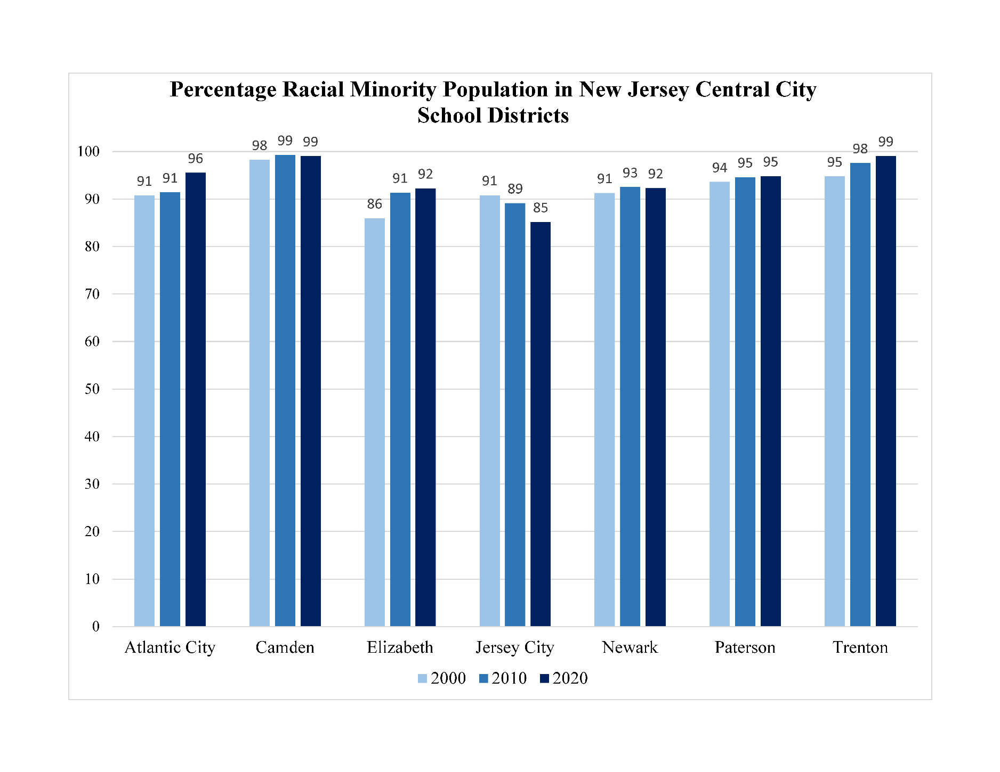 Percentage Racial Minority Population in New Jersey Central City
School Districts
100
90
80
70
60
50
40
30
20
10
0
91 91 96
98 99 99
86 91 92
91 89 85
91 93 92
94 95 95
95 98 99
Atlantic City Camden Elizabeth Jersey City Newark Paterson Trenton
2000 2010 2020